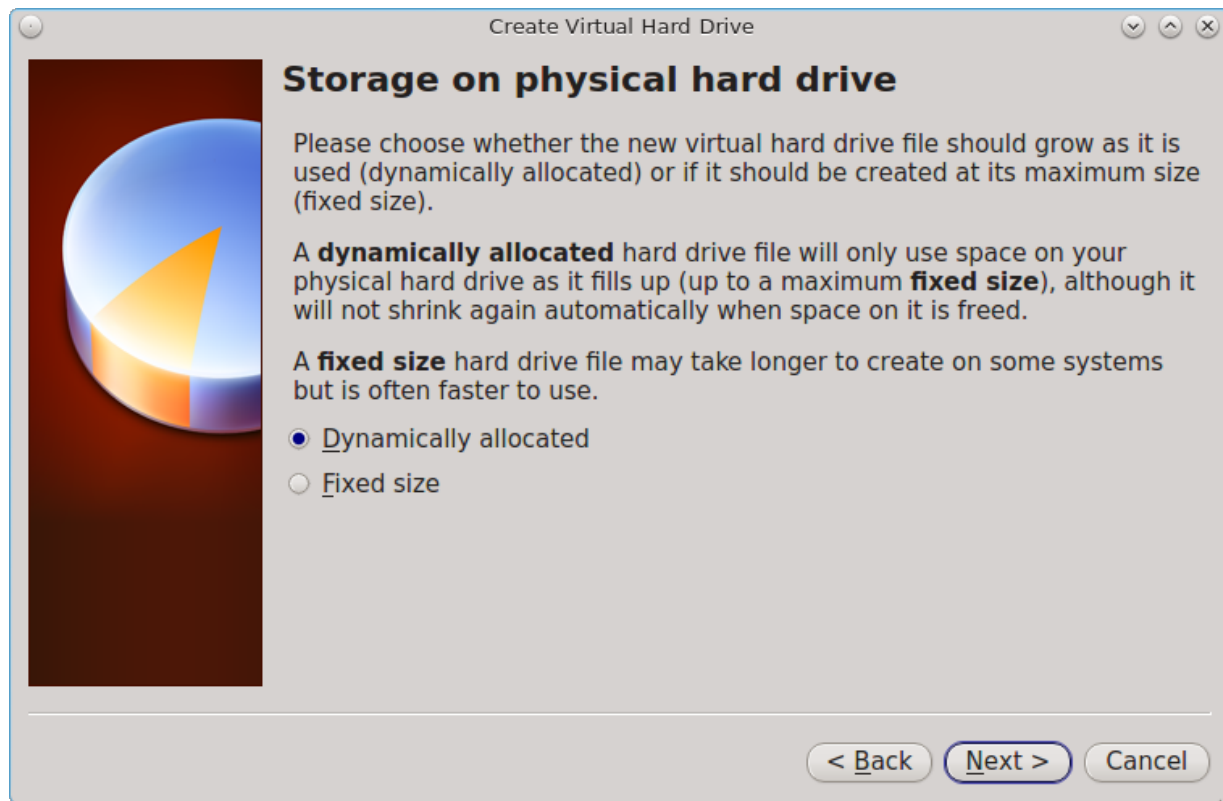 Create Virtual Hard Drive
Storage on physical hard drive
Please choose whether the new virtual hard drive file should grow as it is
used (dynamically allocated) or if it should be created at its maximum size
(fixed size).
A dynamically allocated hard drive file will only use space on your
physical hard drive as it fills up (up to a maximum fixed size), although it
will not shrink again automatically when space on it is freed.
A fixed size hard drive file may take longer to create on some systems
but is often faster to use.
Dynamically allocated
Fixed size
< Back Next > Cancel